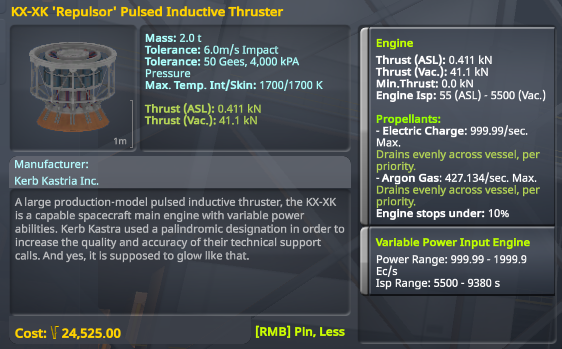 KX-XK 'Repulsor' Pulsed Inductive Thruster
Mass: 2.0 t
Tolerance: 6.0m/s Impact
Tolerance: 50 Gees, 4,000 kPA
Pressure
Max. Temp. Int/Skin: 1700/1700 K
Thrust (ASL): 0.411 kN
Thrust (Vac.): 41.1 kN
1m
Manufacturer:
Kerb Kastria Inc.
A large production-model pulsed inductive thruster, the KX-XK
is a capable spacecraft main engine with variable power
abilities. Kerb Kastra used a palindromic designation in order to
increase the quality and accuracy of their technical support
calls. And yes, it is supposed to glow like that.
Cost: 24,525.00
[RMB] Pin, Less
Engine
Thrust (ASL): 0.411 kN
Thrust (Vac.): 41.1 kN
Min.Thrust: 0.0 kN
Engine Isp: 55 (ASL) - 5500 (Vac.)
Propellants:
- Electric Charge: 999.99/sec.
Max.
Drains evenly across vessel, per
priority.
- Argon Gas: 427.134/sec. Max.
Drains evenly across vessel, per
priority.
Engine stops under: 10%
Variable Power Input Engine
Power Range: 999.99 - 1999.9
Ec/s
Isp Range: 5500 - 9380 s